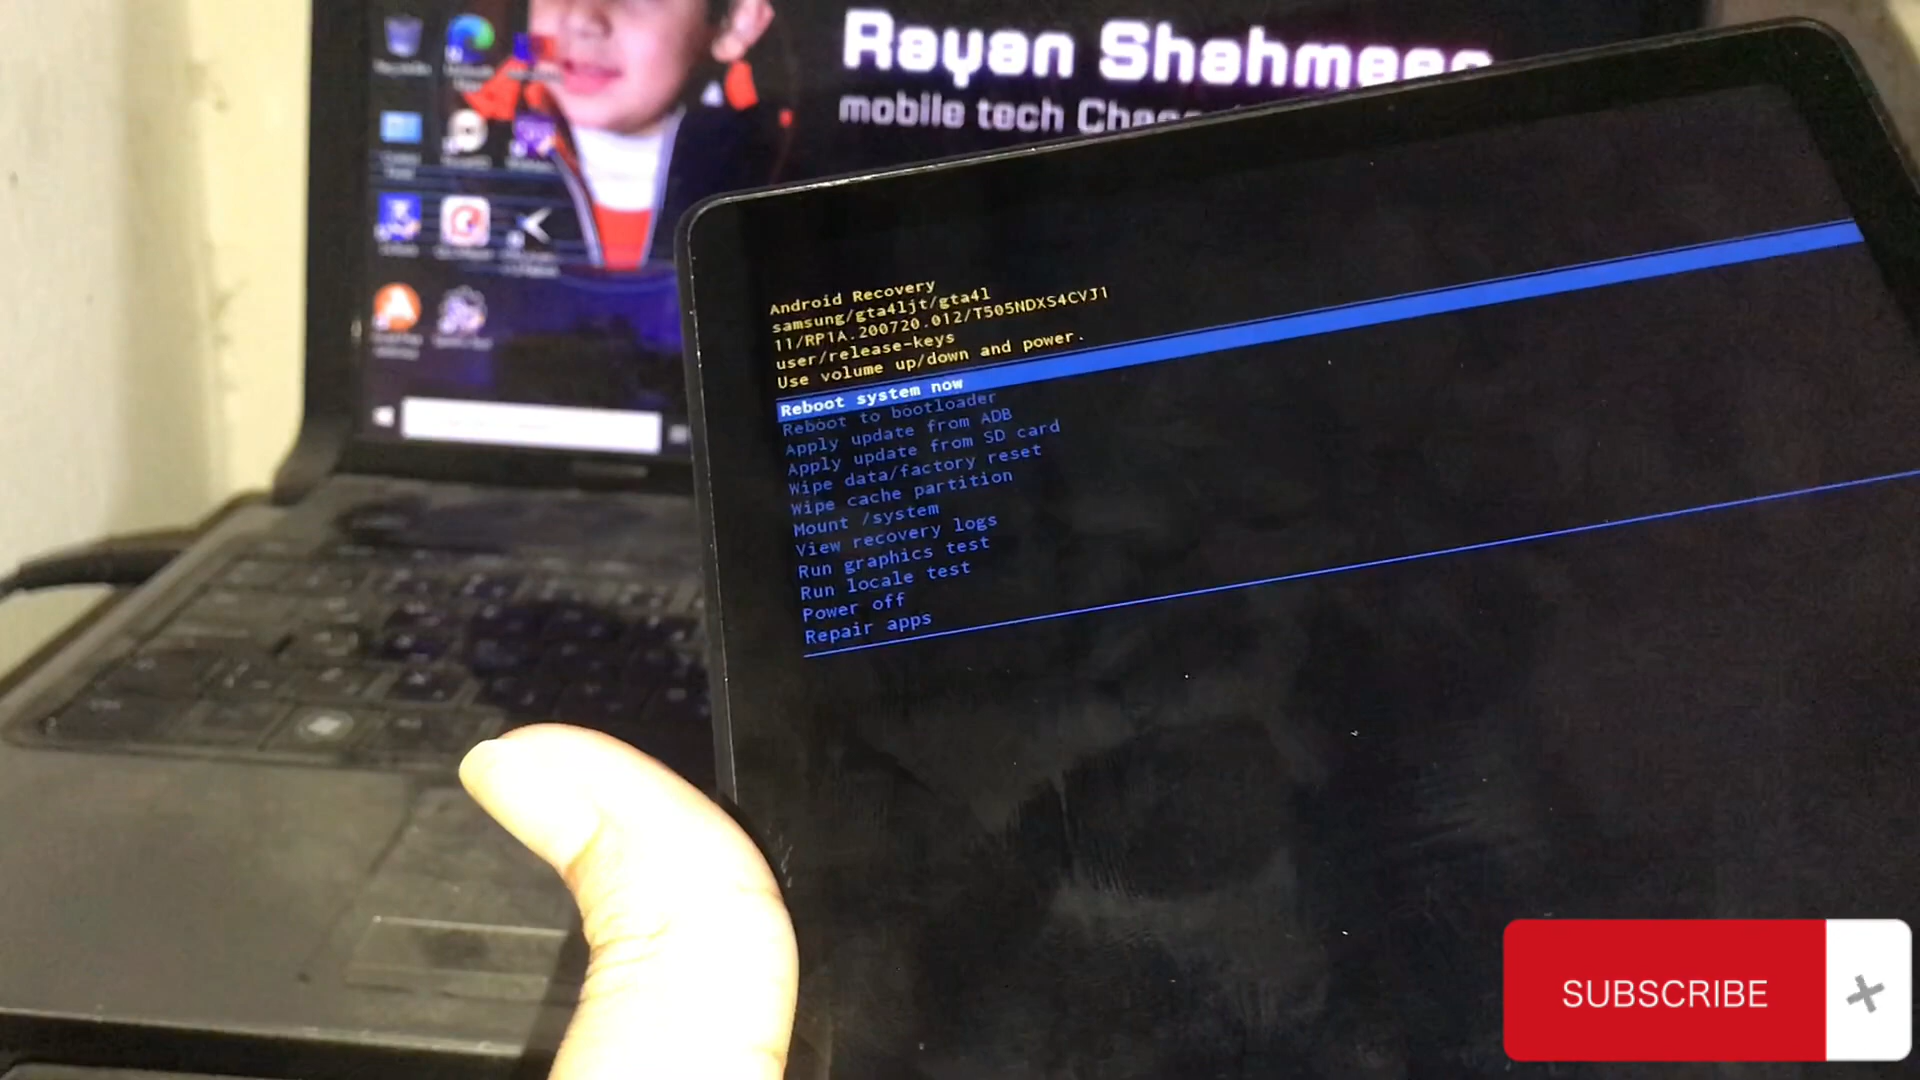 Rayan Shahmeer
mobile tech
Android Recovery
samsung/gta4ljt/gta4l
11/RP1A.200720.012/T505NDXS4CVJ1
user/release-keys
Use volume up/down and power.
Reboot system now
Reboot to bootloader
Apply update from ADB
Apply update from SD card
Wipe data/factory reset
Wipe cache partition
Mount /system
View recovery logs
Run graphics test
Run locale test
Power off
Repair apps
SUBSCRIBE